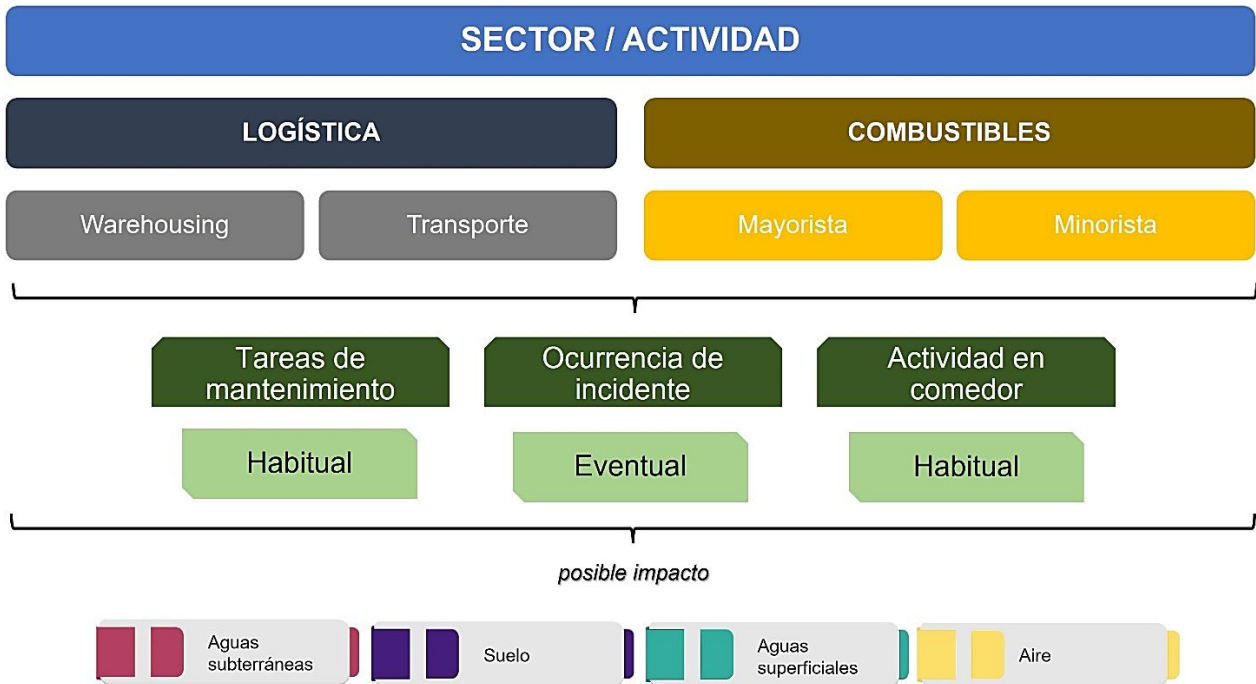 SECTOR / ACTIVIDAD
LOGÍSTICA
COMBUSTIBLES
Warehousing
Transporte
Mayorista
Minorista
Tareas de
mantenimiento
Ocurrencia de
incidente
Actividad en
comedor
Habitual
Eventual
Habitual
posible impacto
Aguas
subterráneas
Suelo
Aguas
superficiales
Aire